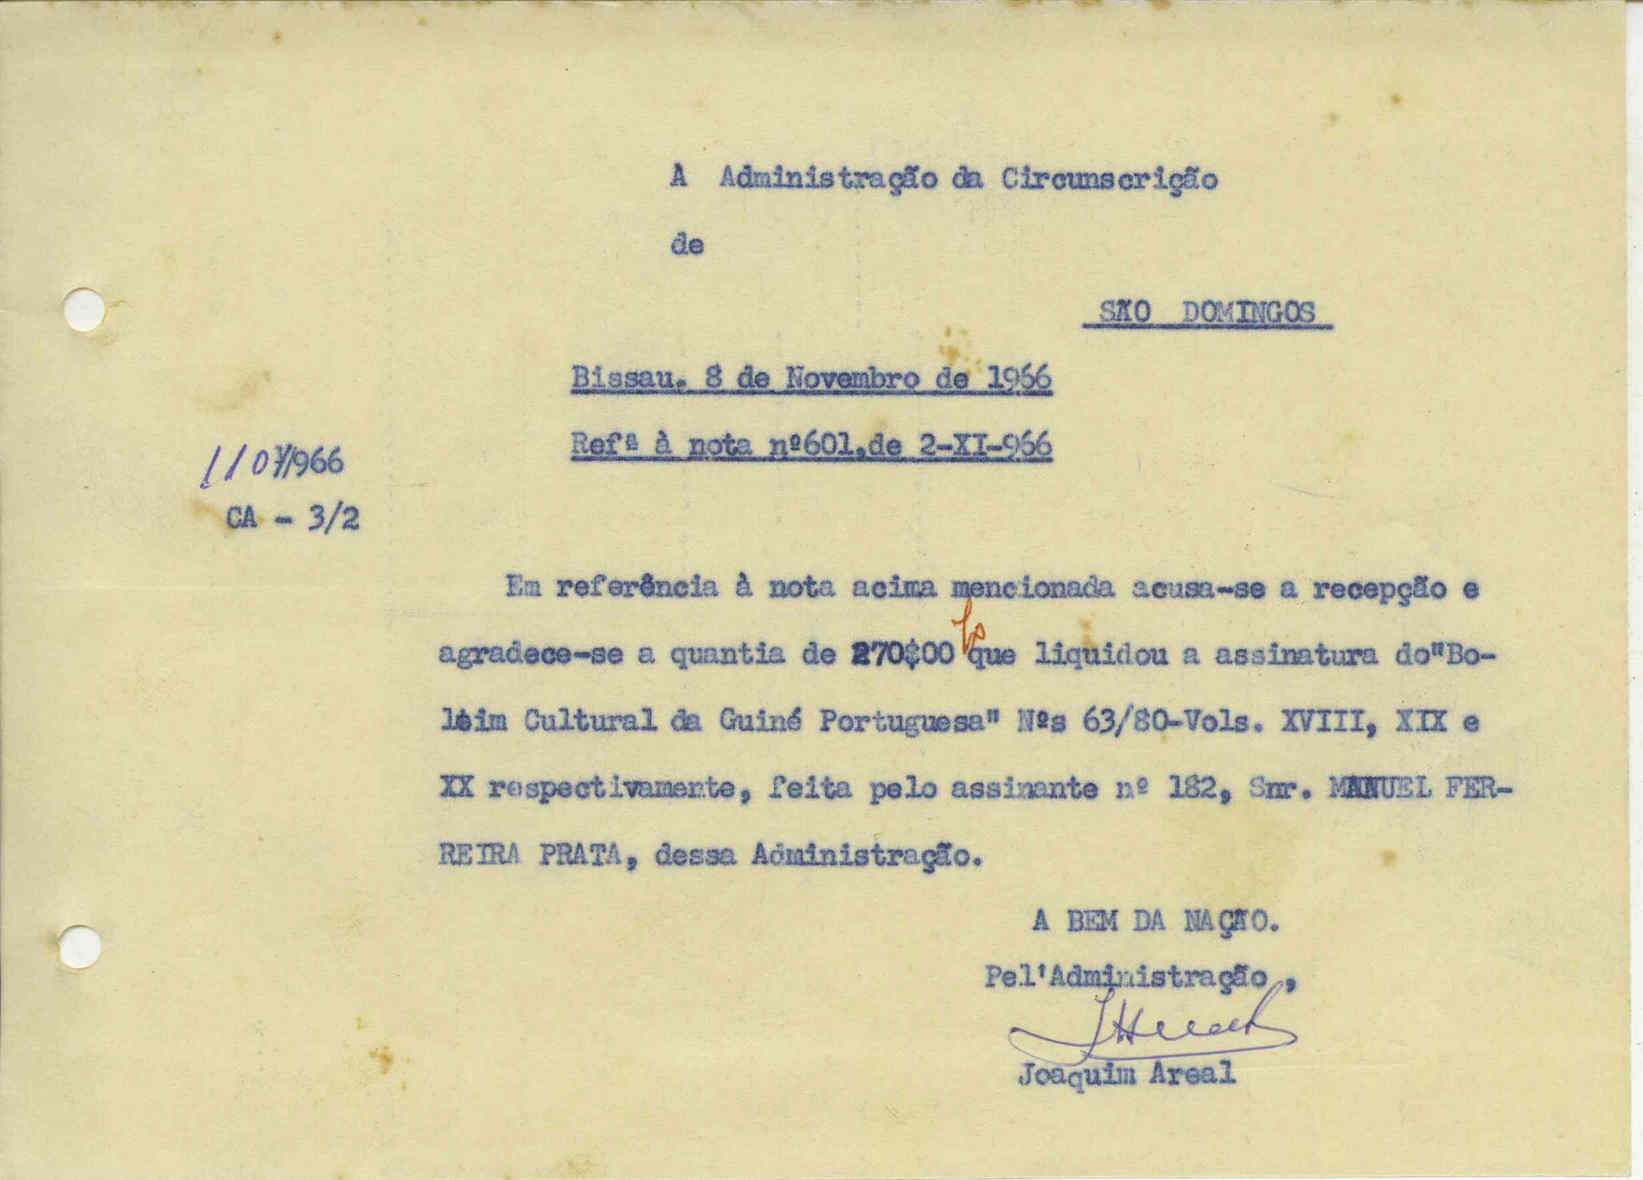 À Administração da Circunscrição
de
SÃO DOMINGOS
Bissau. 8 de Novembro de 1966
Refª à nota nº601,de 2-XI-966
1107/966
CA - 3/2
Em referência à nota acima mencionada acusa-se a recepção e
agradece-se a quantia de 270$00 que liquidou a assinatura do"Bo-
letim Cultural da Guiné Portuguesa" Nºs 63/80-Vols. XVIII, XIX e
XX respectivamente, feita pelo assinante nº 182, Snr. MANUEL FER-
REIRA PRATA, dessa Administração.
A BEM DA NAÇÃO.
Pel'Administração,
Joaquim Areal